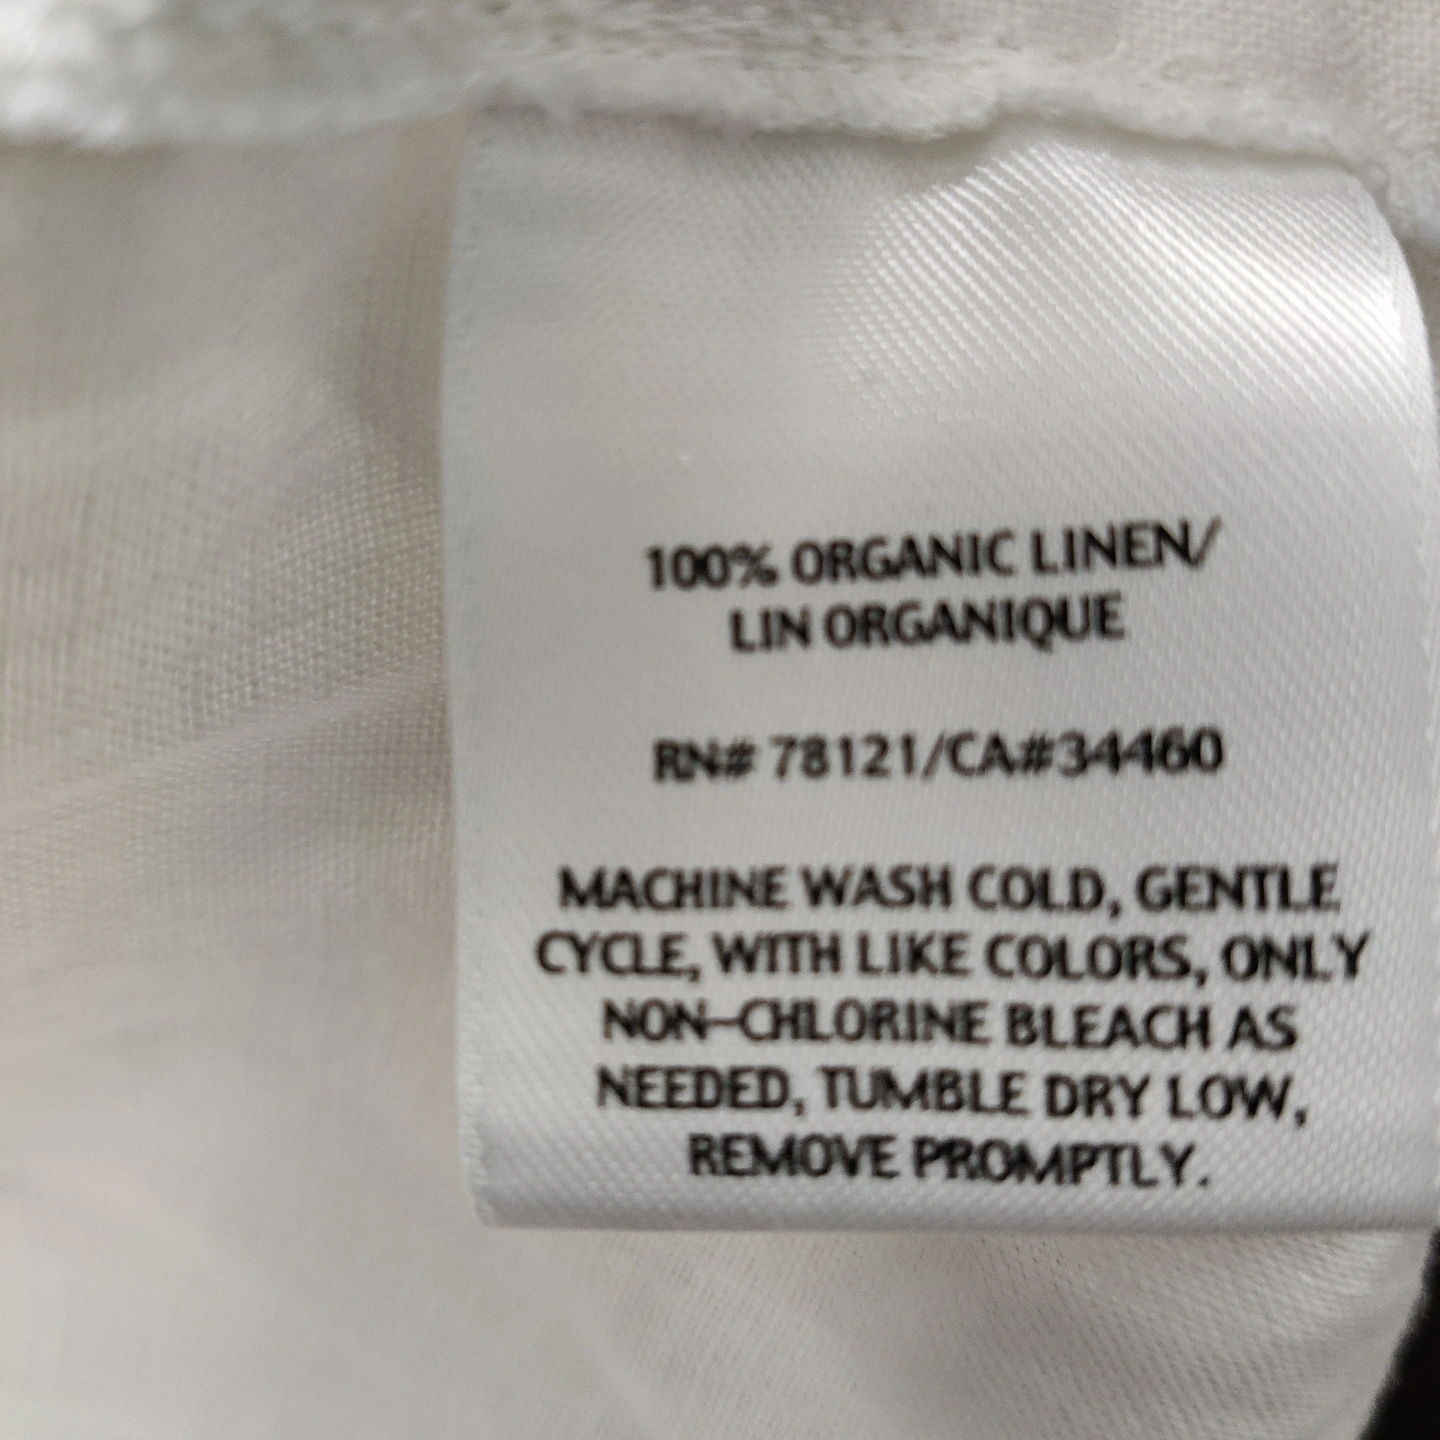 100% ORGANIC LINEN/
LIN ORGANIQUE
RN# 78121/CA#34460
MACHINE WASH COLD, GENTLE
CYCLE, WITH LIKE COLORS, ONLY
NON-CHLORINE BLEACH AS
NEEDED, TUMBLE DRY LOW,
REMOVE PROMPTLY.